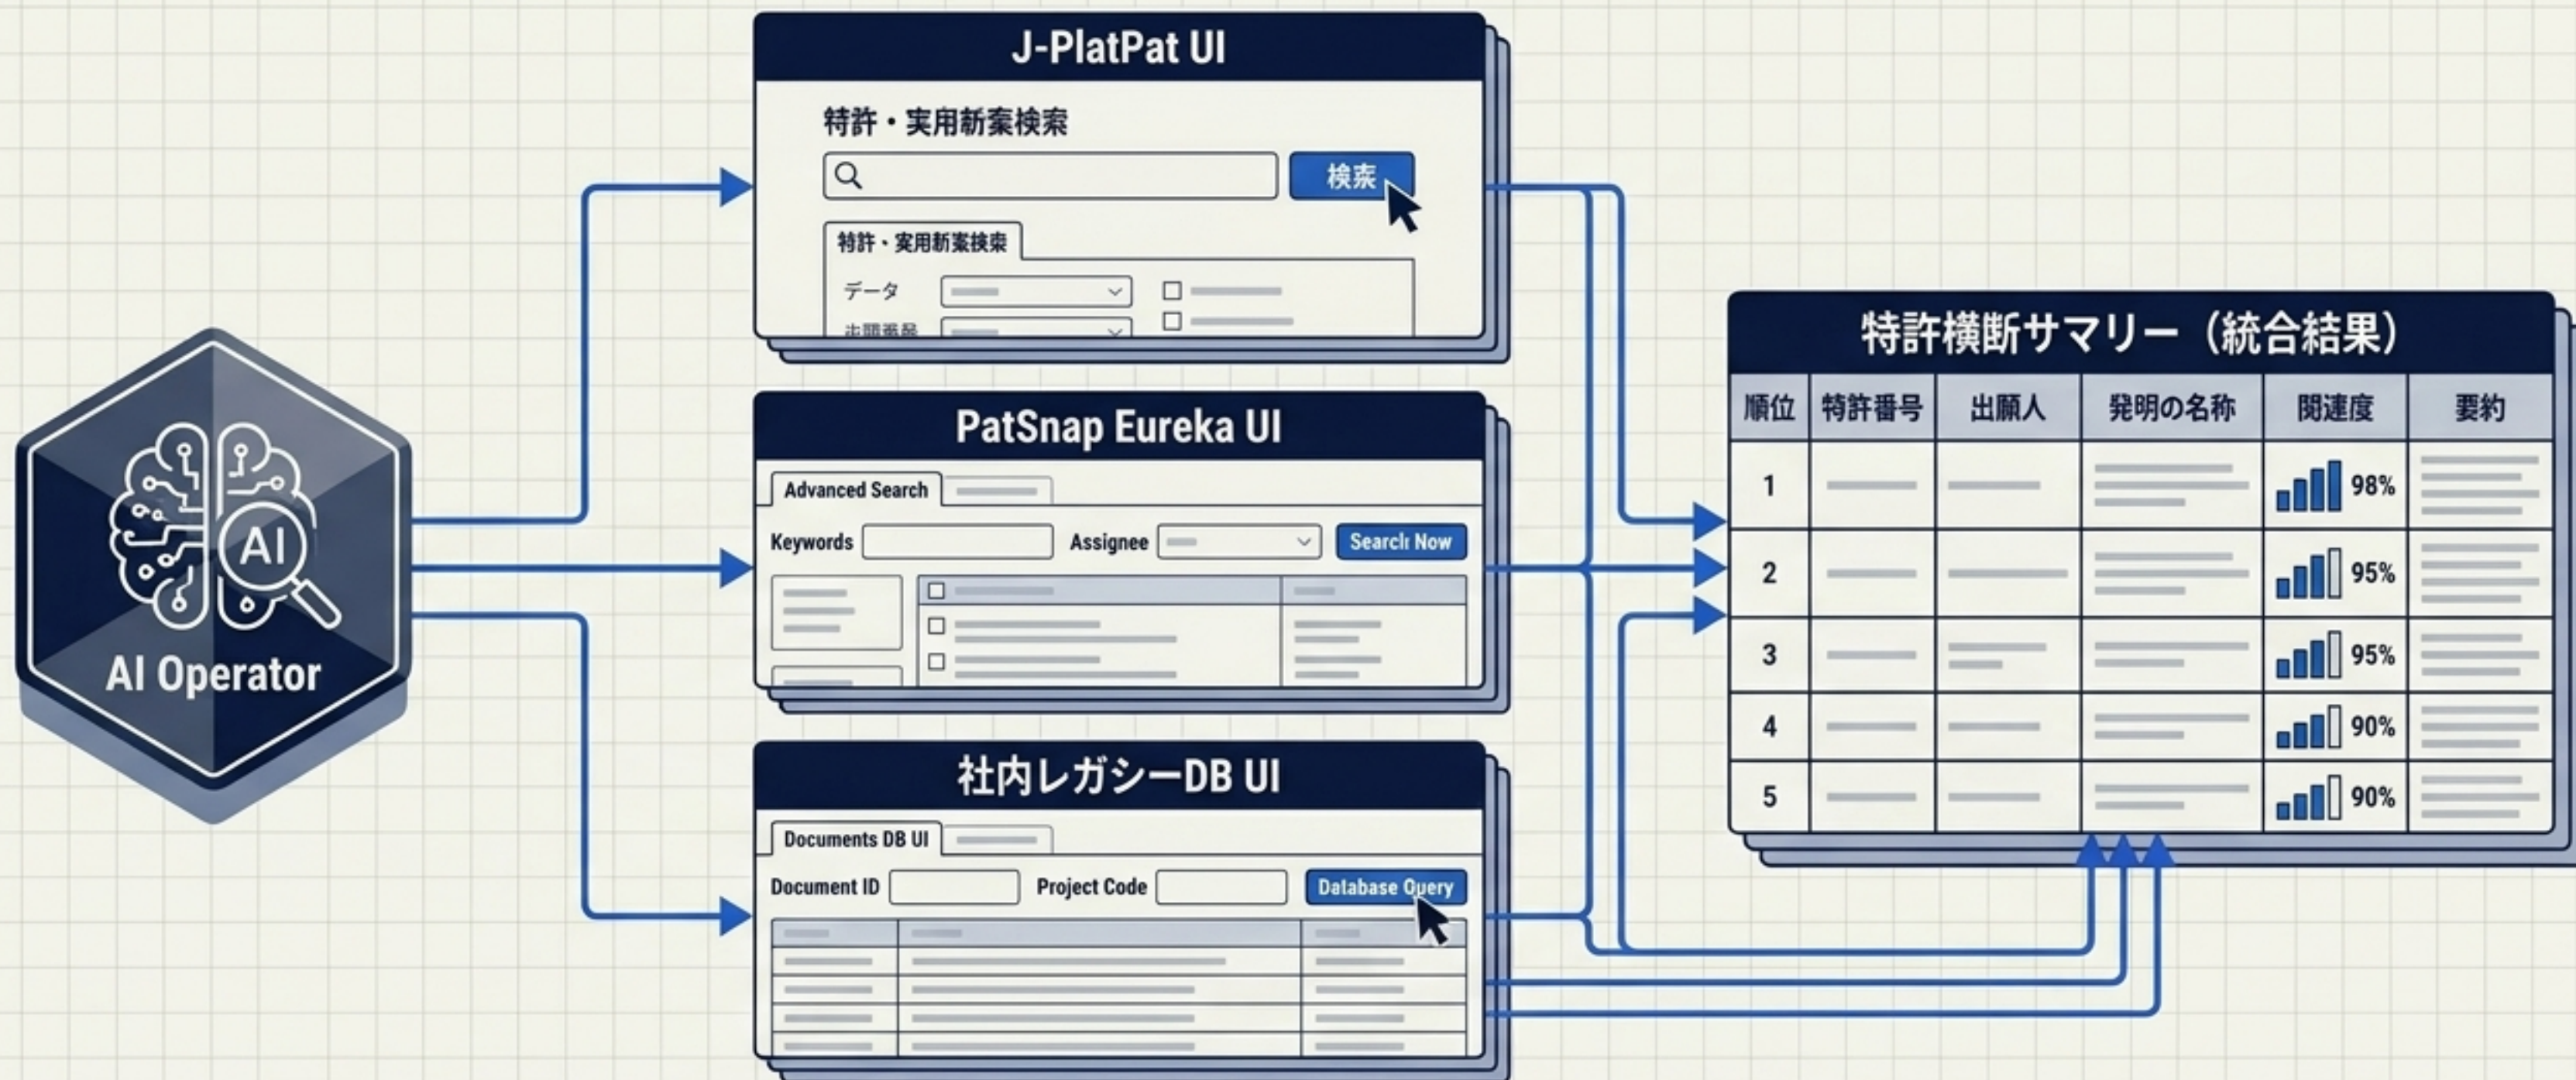 AI
AI Operator
J-PlatPat UI
特許・実用新案検索
検索
特許・実用新案検索
データ
PatSnap Eureka UI
Advanced Search
Keywords
Assignee
Search Now
社内レガシーDB UI
Documents DB UI
Document ID
Project Code
Database Query
特許横断サマリー（統合結果）
順位 特許番号 出願人 発明の名称 関連度 要約
1 98%
2 95%
3 95%
4 90%
5 90%